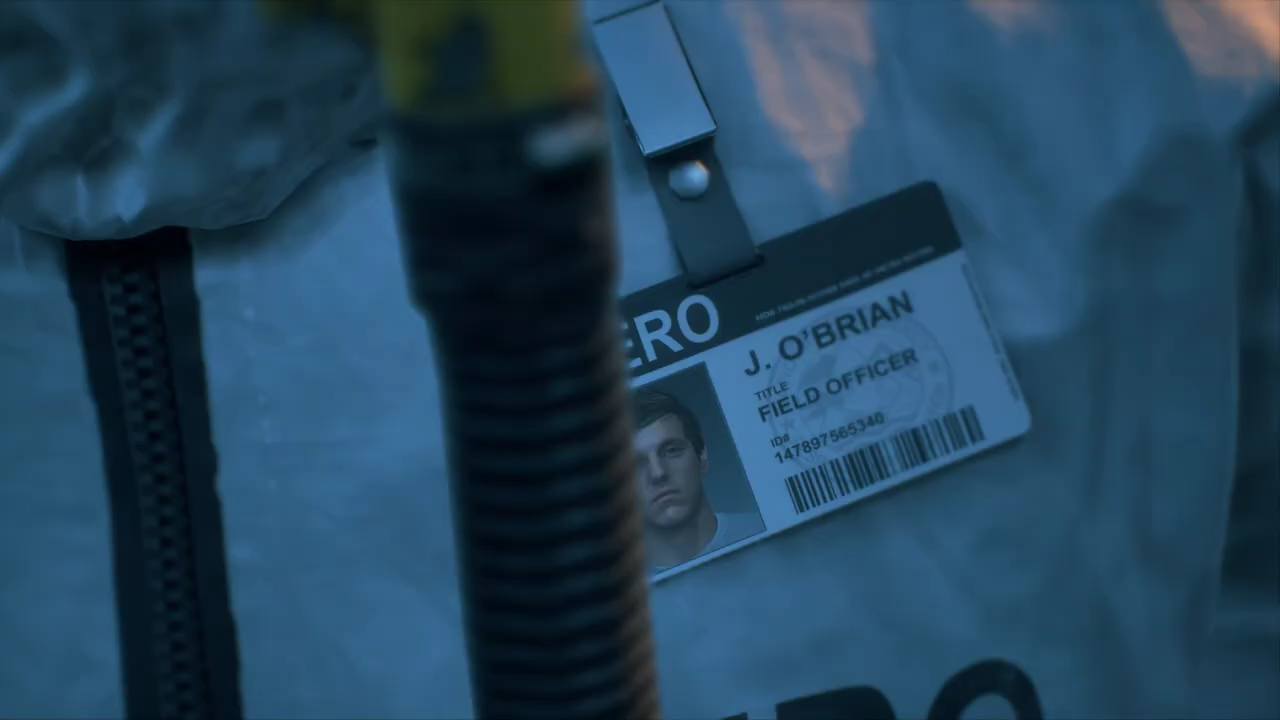 ERO
J. O'BRIAN
TITLE
FIELD OFFICER
ID#
147897565340